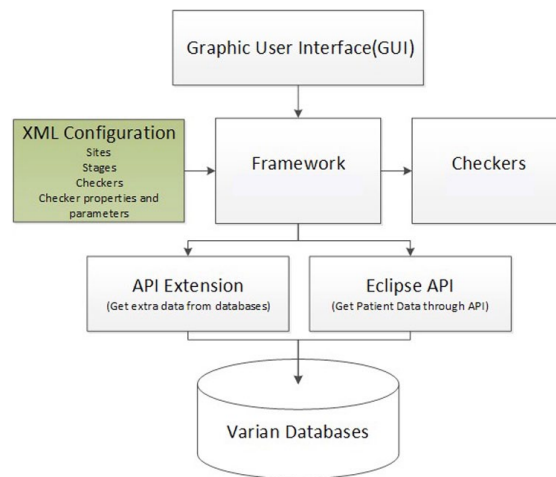 Graphic User Interface(GUI)
XML Configuration
Sites
Stages
Checkers
Checker properties and
parameters
Framework
Checkers
API Extension
(Get extra data from databases)
Eclipse API
(Get Patient Data through API)
Varian Databases